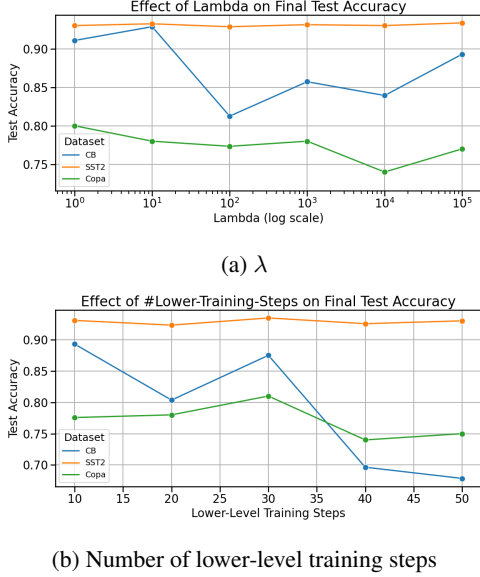 Effect of Lambda on Final Test Accuracy
Test Accuracy
0.90
0.85
0.80
0.75
Dataset
CB
SST2
Copa
10^0 10^1 10^2 10^3 10^4 10^5
Lambda (log scale)
(a) λ
Effect of #Lower-Training-Steps on Final Test Accuracy
Test Accuracy
0.90
0.85
0.80
0.75
0.70
Dataset
CB
SST2
Copa
10 15 20 25 30 35 40 45 50
Lower-Level Training Steps
(b) Number of lower-level training steps